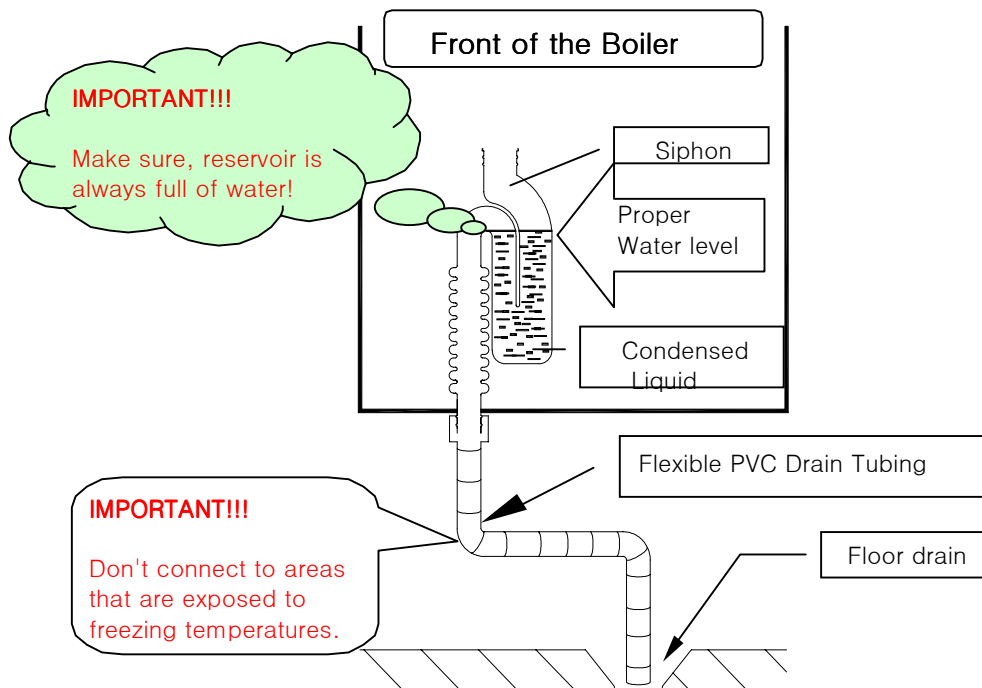 Front of the Boiler
IMPORTANT!!!
Make sure, reservoir is
always full of water!
Siphon
Proper
Water level
Condensed
Liquid
Flexible PVC Drain Tubing
IMPORTANT!!!
Don't connect to areas
that are exposed to
freezing temperatures.
Floor drain